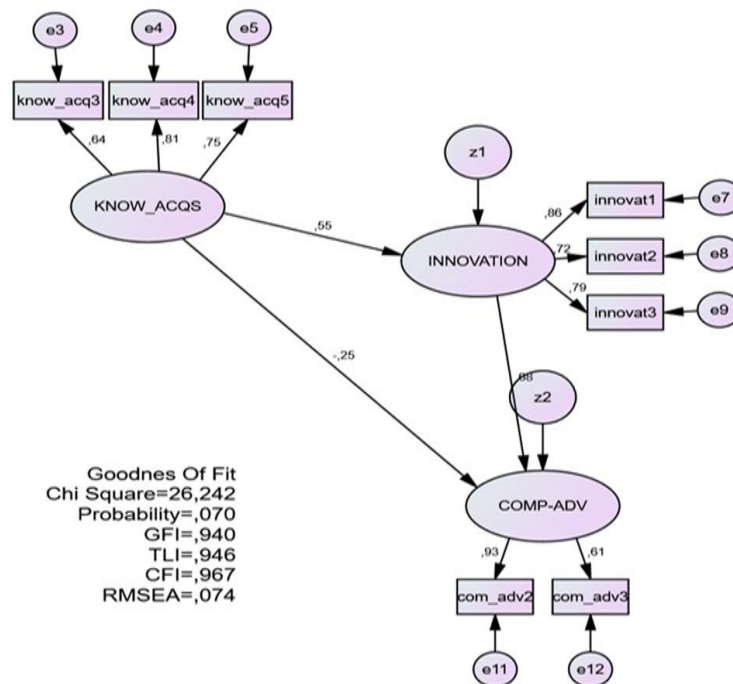 e3
e4
e5
know_acq3
know_acq4
know_acq5
,64
,81
,75
KNOW_ACQS
z1
,55
INNOVATION
,86
,72
,79
innovat1
innovat2
innovat3
e7
e8
e9
-,25
z2
COMP-ADV
,93
,61
com_adv2
com_adv3
e11
e12
Goodnes Of Fit
Chi Square=26,242
Probability=,070
GFI=,940
TLI=,946
CFI=,967
RMSEA=,074